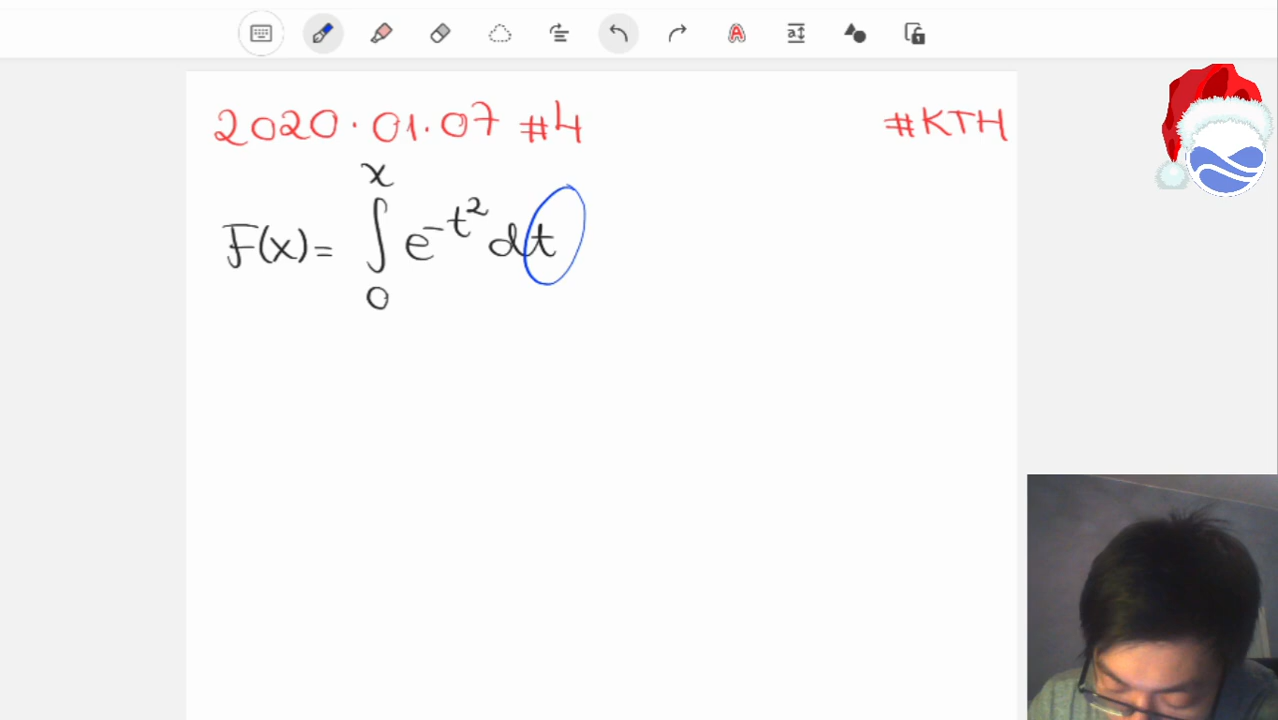 2020.01.07 #4 #KTH
F(x) = ∫₀ˣ e^{-t²} dt